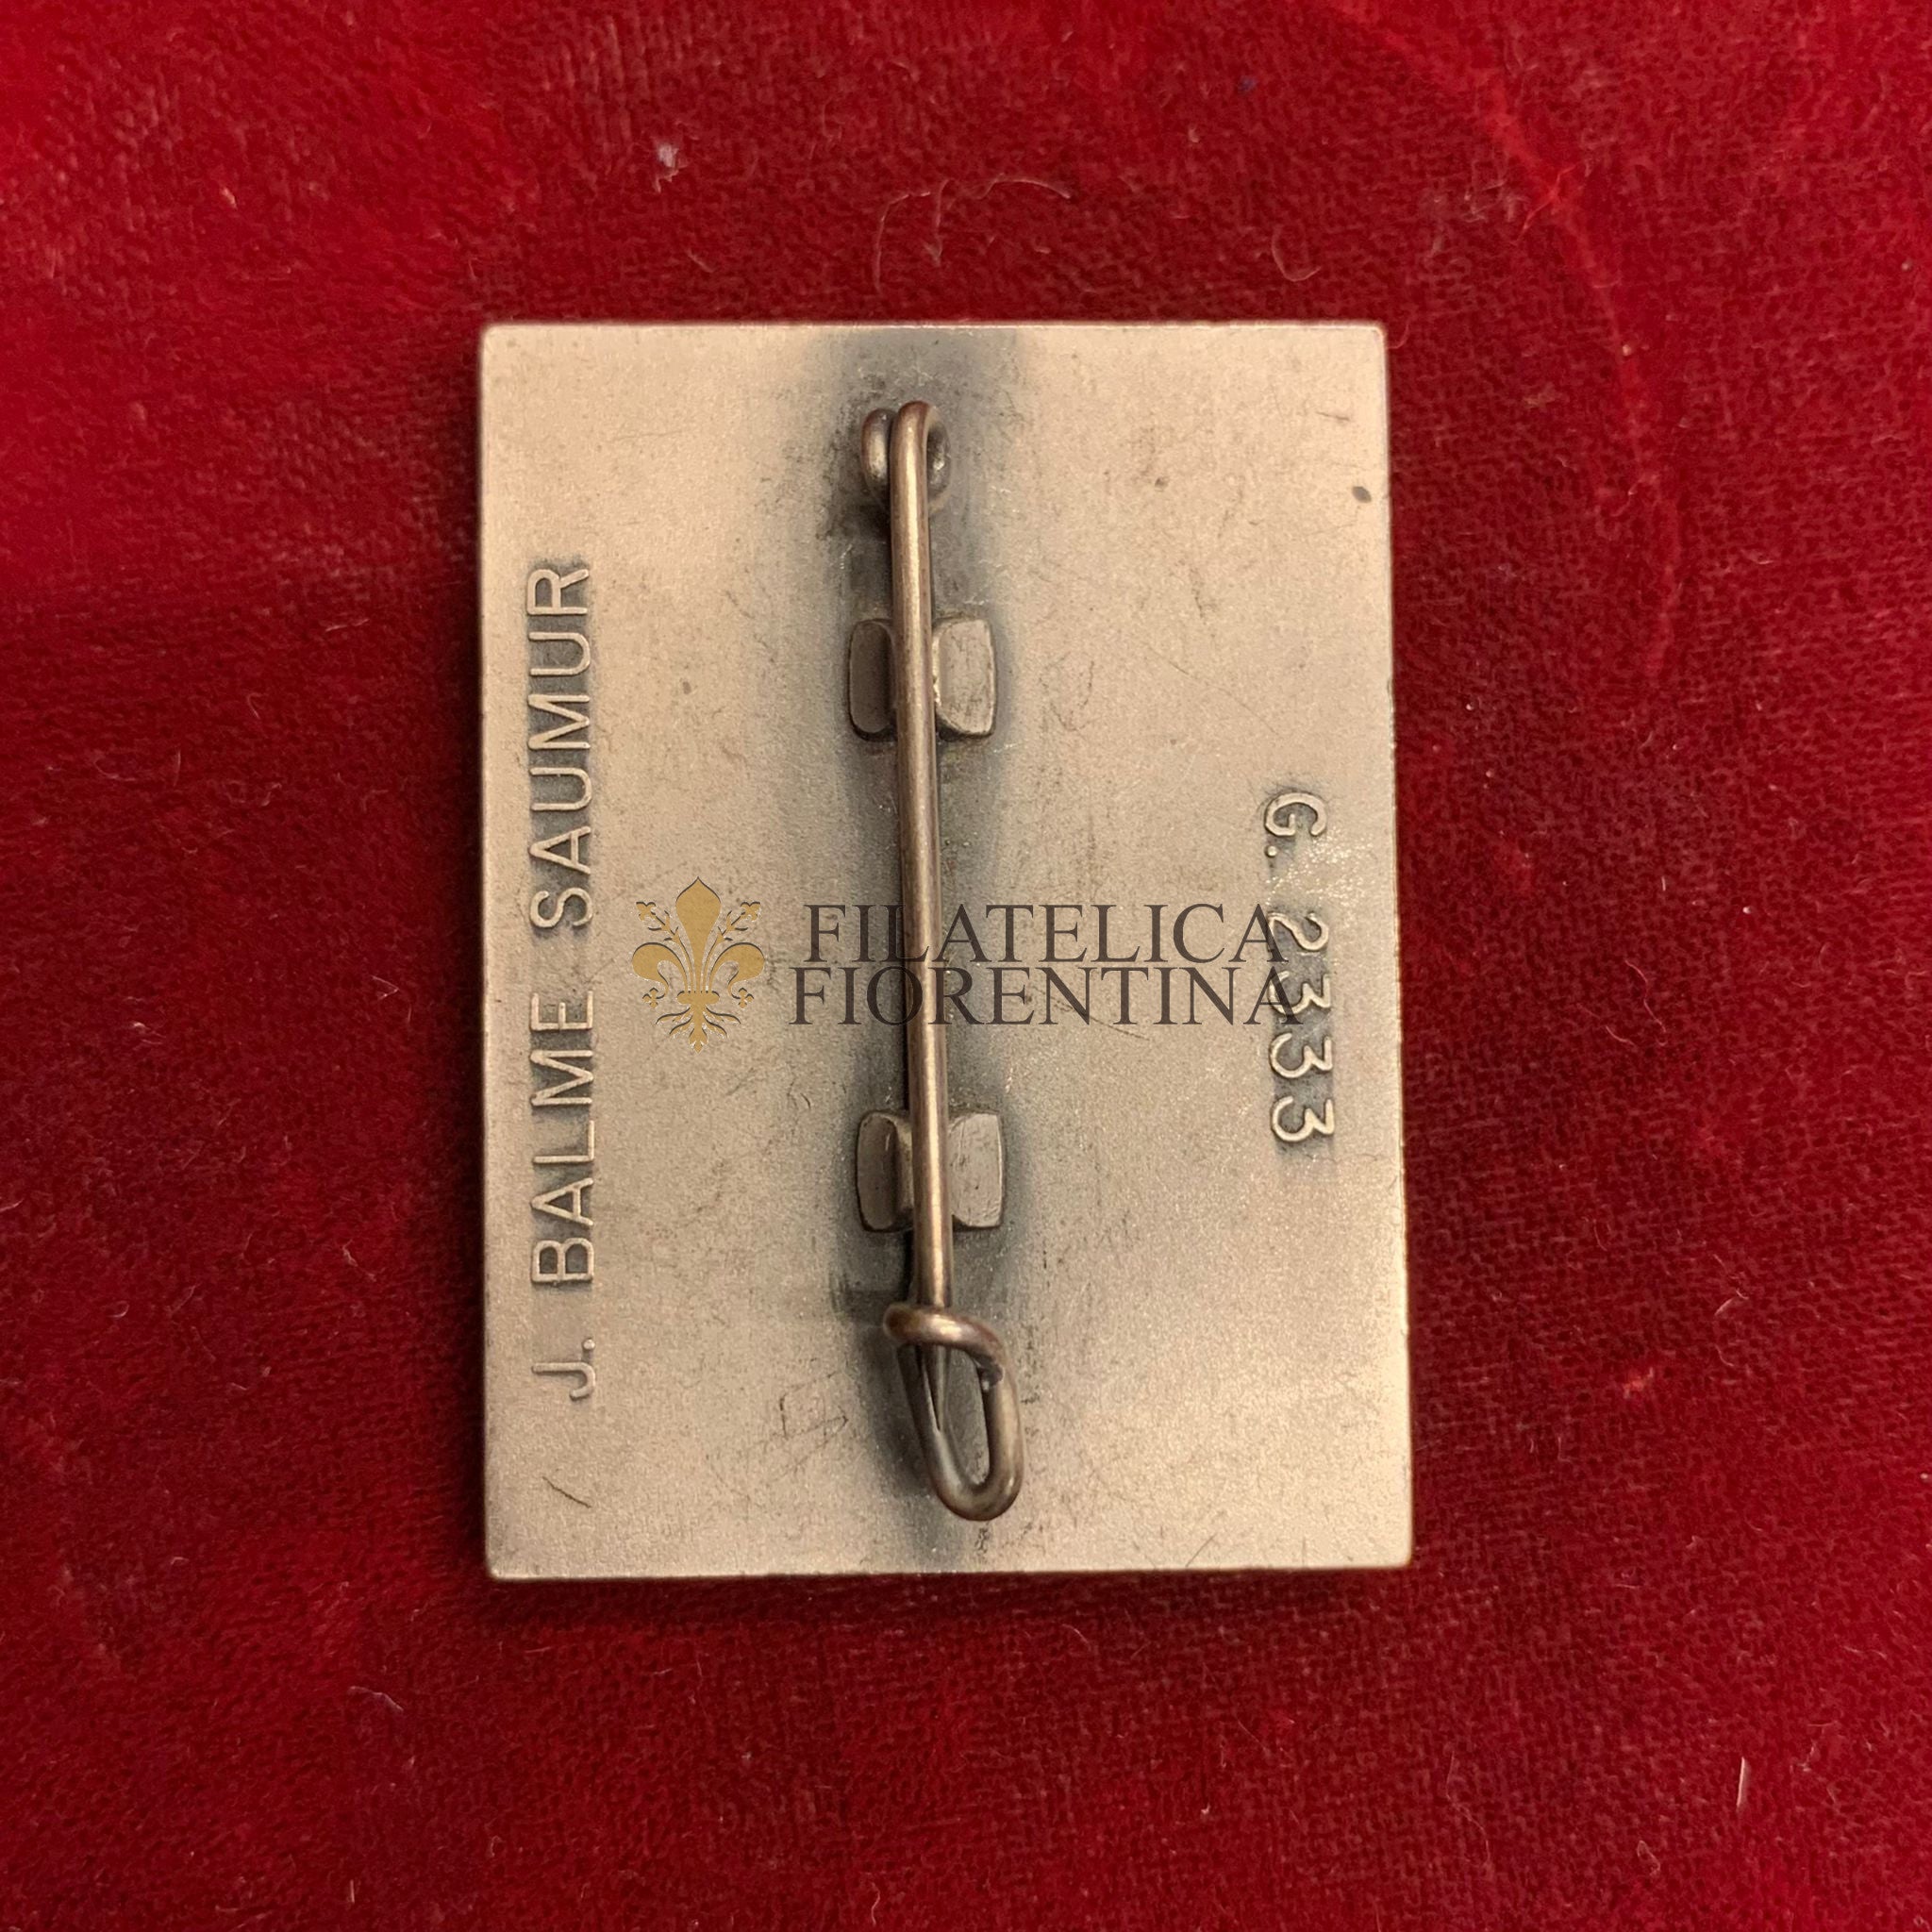 J. BALME SAUMUR
G. 2333
FILATELICA
FIORENTINA